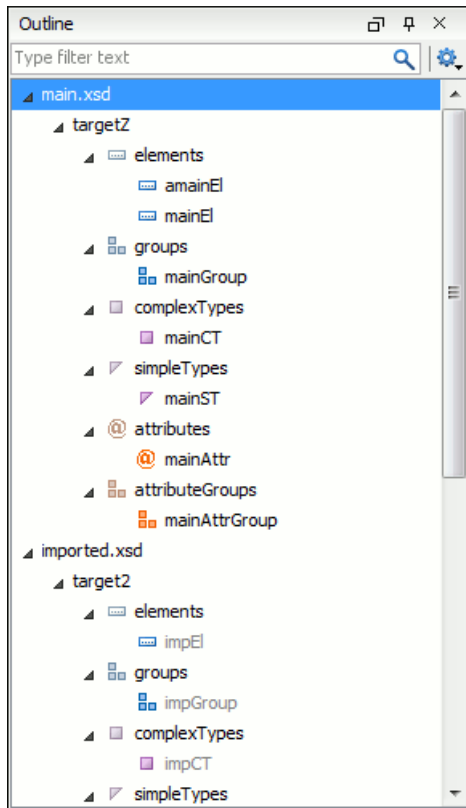 Outline
Type filter text
main.xsd
targetZ
elements
amainEl
mainEl
groups
mainGroup
complexTypes
mainCT
simpleTypes
mainST
@ attributes
@ mainAttr
attributeGroups
mainAttrGroup
imported.xsd
target2
elements
impEl
groups
impGroup
complexTypes
impCT
simpleTypes